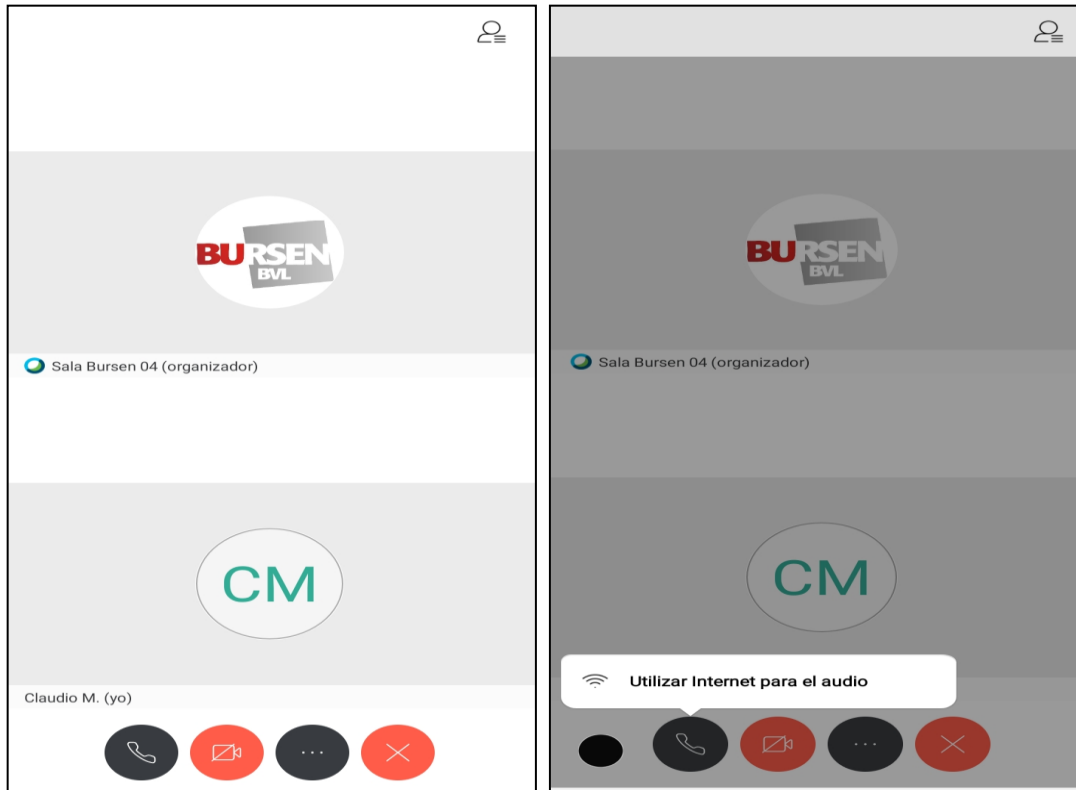 BURSEN
BVL
Sala Bursen 04 (organizador)
CM
Claudio M. (yo)
BURSEN
BVL
Sala Bursen 04 (organizador)
CM
Utilizar Internet para el audio